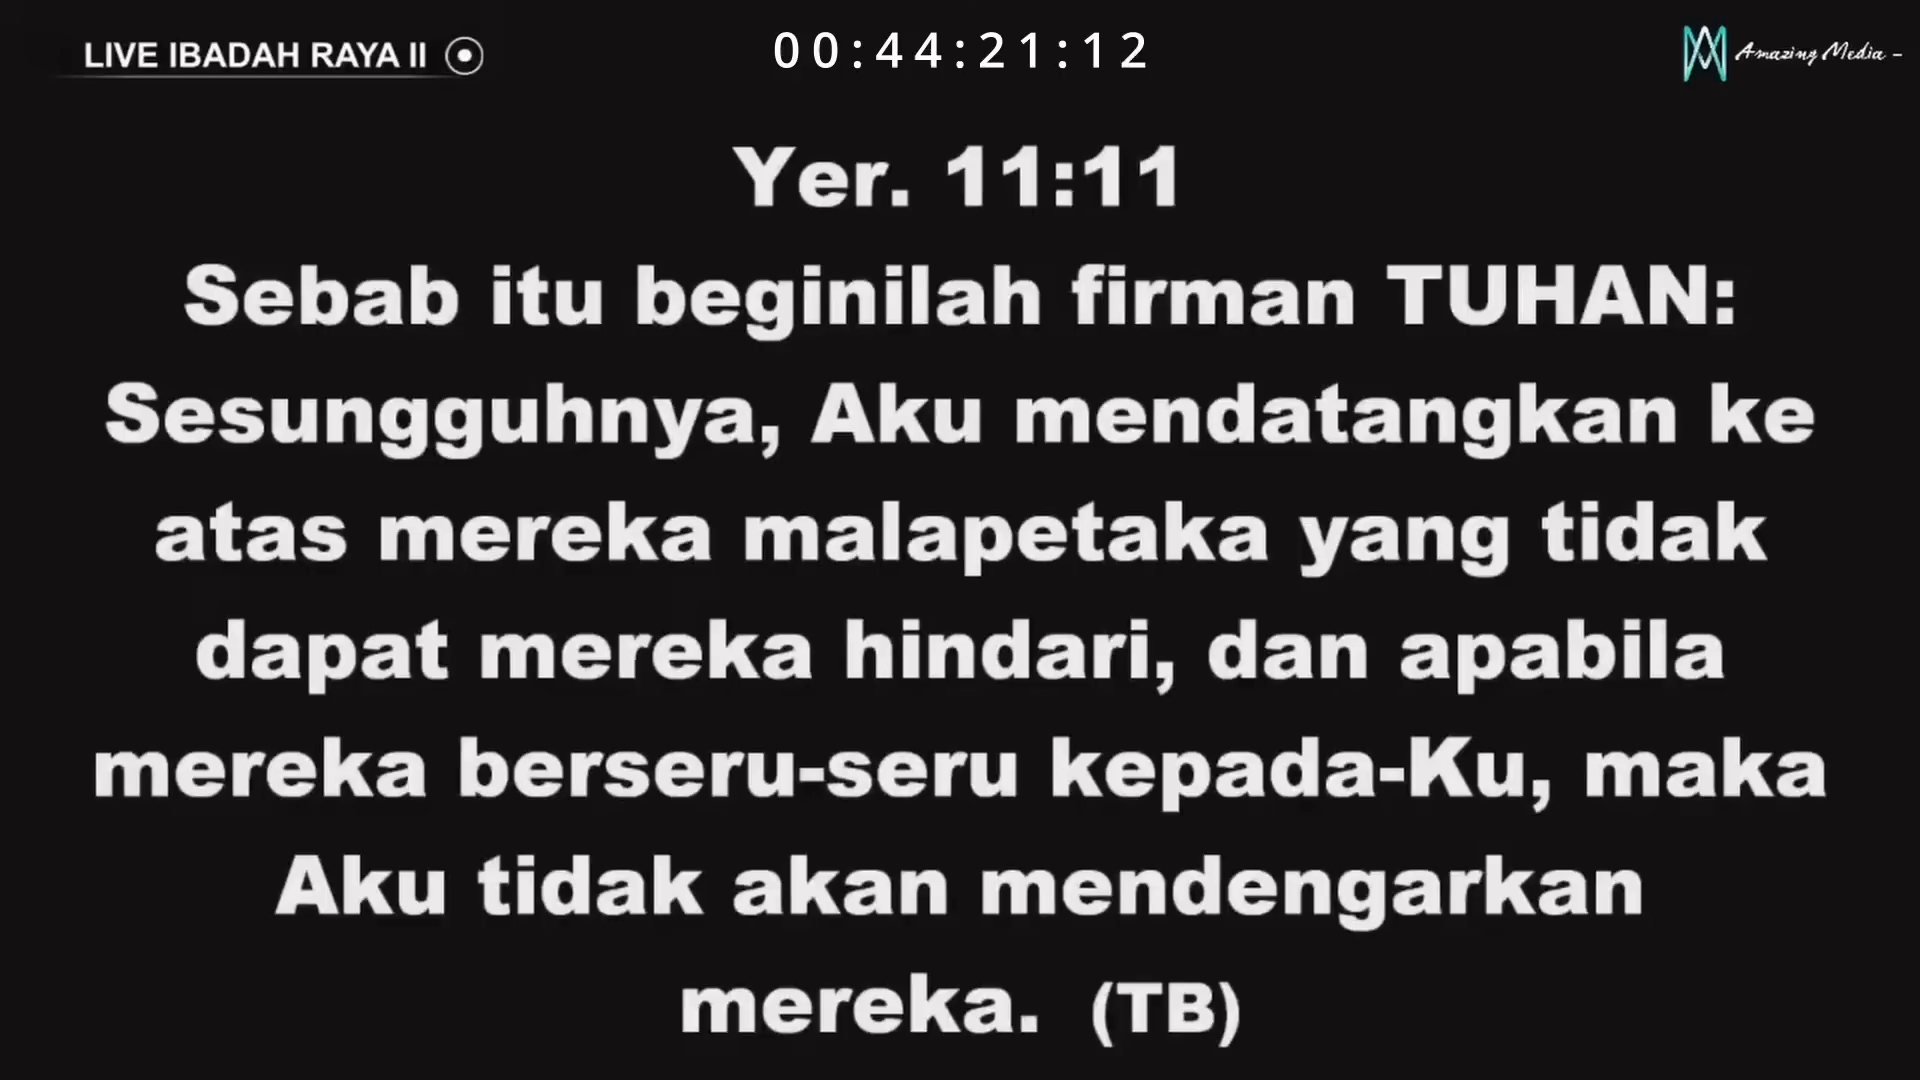 LIVE IBADAH RAYA II
00:44:21:12
Amazing Media -
Yer. 11:11
Sebab itu beginilah firman TUHAN:
Sesungguhnya, Aku mendatangkan ke
atas mereka malapetaka yang tidak
dapat mereka hindari, dan apabila
mereka berseru-seru kepada-Ku, maka
Aku tidak akan mendengarkan
mereka. (TB)